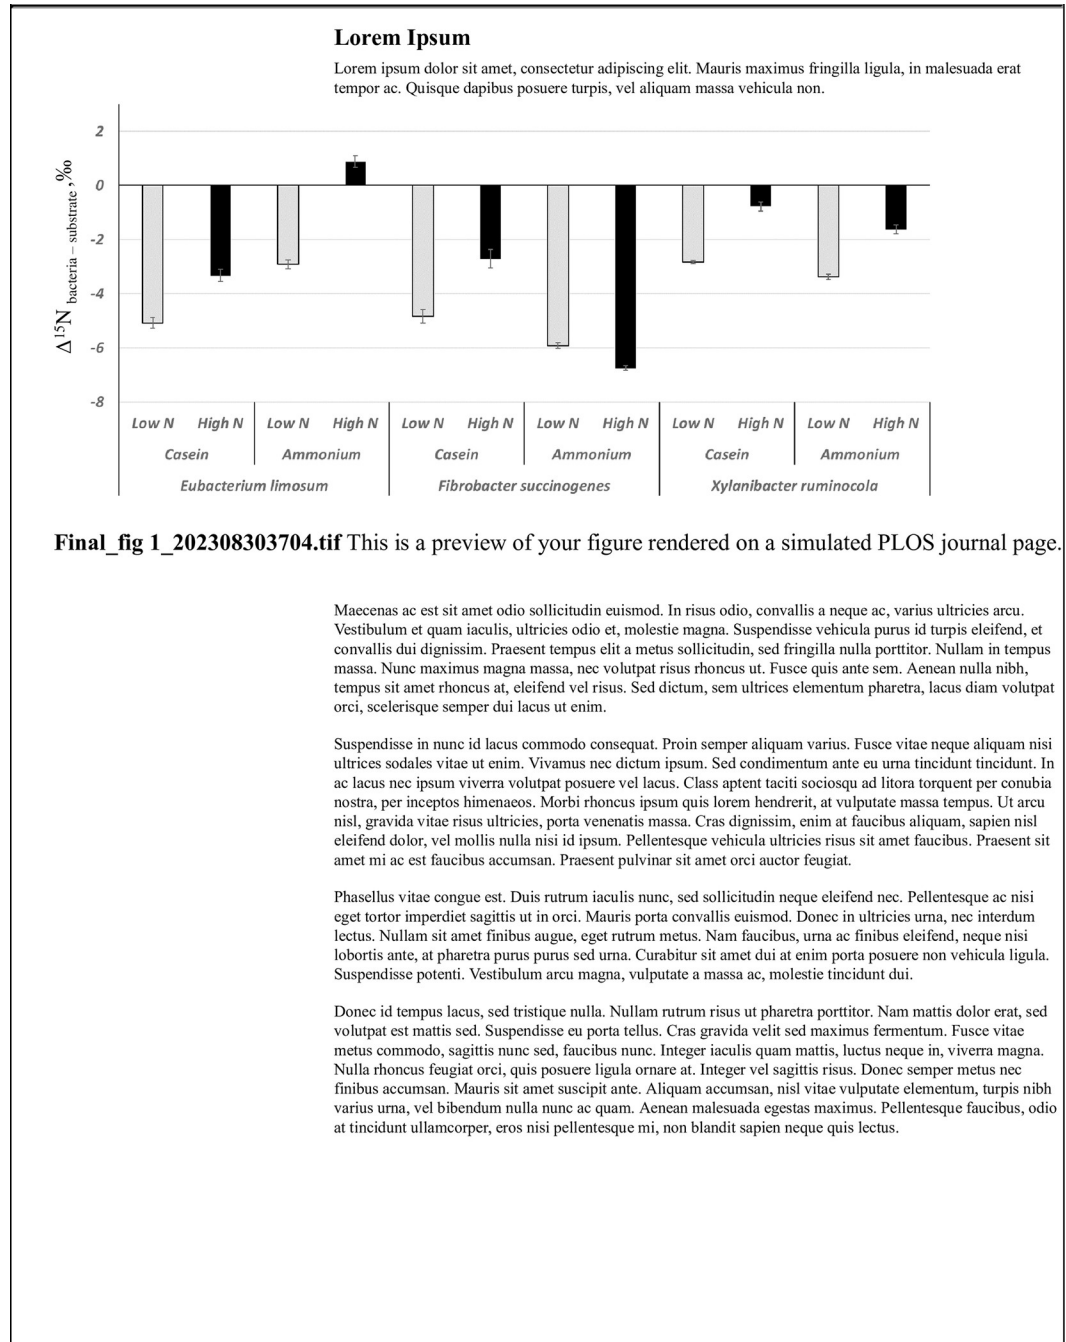 Lorem Ipsum
Lorem ipsum dolor sit amet, consectetur adipiscing elit. Mauris maximus fringilla ligula, in malesuada erat
tempor ac. Quisque dapibus posuere turpis, vel aliquam massa vehicula non.
Δ¹⁵N bacteria – substrate ,‰
2
0
-2
-4
-6
-8
Low N High N Low N High N Low N High N Low N High N Low N High N Low N High N
Casein Ammonium Casein Ammonium Casein Ammonium
Eubacterium limosum Fibrobacter succinogenes Xylanibacter ruminocola
Final_fig 1_202308303704.tif This is a preview of your figure rendered on a simulated PLOS journal page.
Maecenas ac est sit amet odio sollicitudin euismod. In risus odio, convallis a neque ac, varius ultricies arcu.
Vestibulum et quam iaculis, ultricies odio et, molestie magna. Suspendisse vehicula purus id turpis eleifend, et
convallis dui dignissim. Praesent tempus elit a metus sollicitudin, sed fringilla nulla porttitor. Nullam in tempus
massa. Nunc maximus magna massa, nec volutpat risus rhoncus ut. Fusce quis ante sem. Aenean nulla nibh,
tempus sit amet rhoncus at, eleifend vel risus. Sed dictum, sem ultrices elementum pharetra, lacus diam volutpat
orci, scelerisque semper dui lacus ut enim.
Suspendisse in nunc id lacus commodo consequat. Proin semper aliquam varius. Fusce vitae neque aliquam nisi
ultrices sodales vitae ut enim. Vivamus nec dictum ipsum. Sed condimentum ante eu urna tincidunt tincidunt. In
ac lacus nec ipsum viverra volutpat posuere vel lacus. Class aptent taciti sociosqu ad litora torquent per conubia
nostra, per inceptos himenaeos. Morbi rhoncus ipsum quis lorem hendrerit, at vulputate massa tempus. Ut arcu
nisl, gravida vitae risus ultricies, porta venenatis massa. Cras dignissim, enim at faucibus aliquam, sapien nisl
eleifend dolor, vel mollis nulla nisi id ipsum. Pellentesque vehicula ultricies risus sit amet faucibus. Praesent sit
amet mi ac est faucibus accumsan. Praesent pulvinar sit amet orci auctor feugiat.
Phasellus vitae congue est. Duis rutrum iaculis nunc, sed sollicitudin neque eleifend nec. Pellentesque ac nisi
eget tortor imperdiet sagittis ut in orci. Mauris porta convallis euismod. Donec in ultricies urna, nec interdum
lectus. Nullam sit amet finibus augue, eget rutrum metus. Nam faucibus, urna ac finibus eleifend, neque nisi
lobortis ante, at pharetra purus purus sed urna. Curabitur sit amet dui at enim porta posuere non vehicula ligula.
Suspendisse potenti. Vestibulum arcu magna, vulputate a massa ac, molestie tincidunt dui.
Donec id tempus lacus, sed tristique nulla. Nullam rutrum risus ut pharetra porttitor. Nam mattis dolor erat, sed
volutpat est mattis sed. Suspendisse eu porta tellus. Cras gravida velit sed maximus fermentum. Fusce vitae
metus commodo, sagittis nunc sed, faucibus nunc. Integer iaculis quam mattis, luctus neque in, viverra magna.
Nulla rhoncus feugiat orci, quis posuere ligula ornare at. Integer vel sagittis risus. Donec semper metus nec
finibus accumsan. Mauris sit amet suscipit ante. Aliquam accumsan, nisl vitae vulputate elementum, turpis nibh
varius urna, vel bibendum nulla nunc ac quam. Aenean malesuada egestas maximus. Pellentesque faucibus, odio
at tincidunt ullamcorper, eros nisi pellentesque mi, non blandit sapien neque quis lectus.